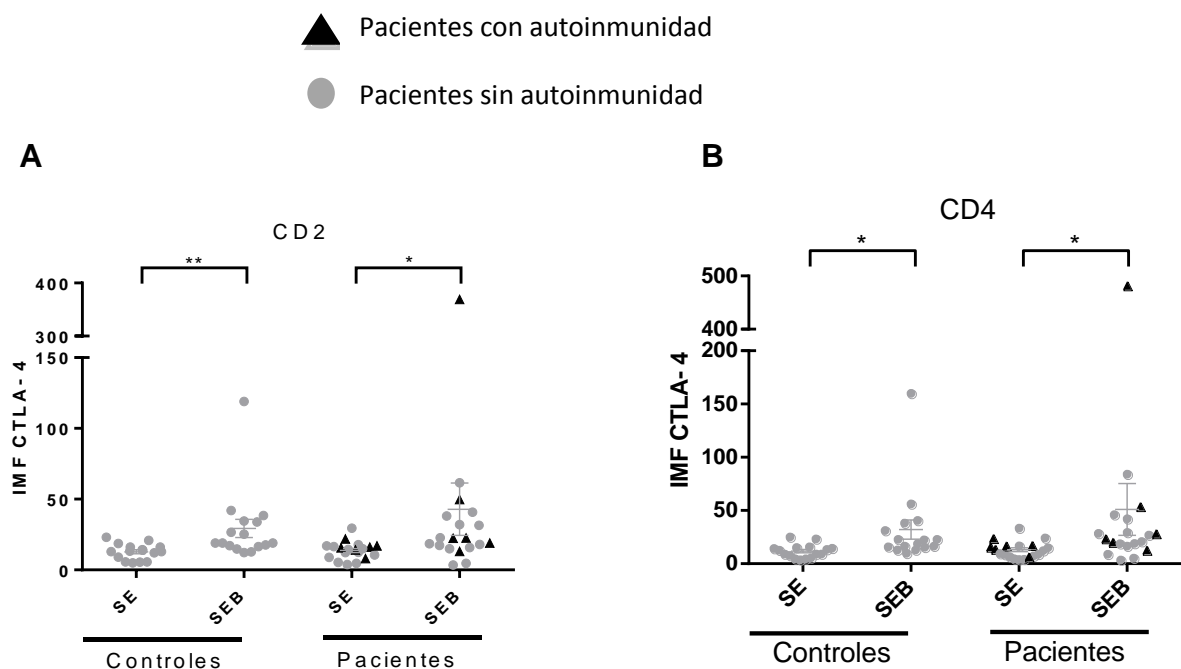 Pacientes con autoinmunidad
Pacientes sin autoinmunidad
A
CD2
**
*
400
300
150
100
50
0
IMF CTLA-4
SE
SEB
SE
SEB
Controles
Pacientes
B
CD4
*
*
500
400
200
150
100
50
0
IMF CTLA- 4
SE
SEB
SE
SEB
Controles
Pacientes